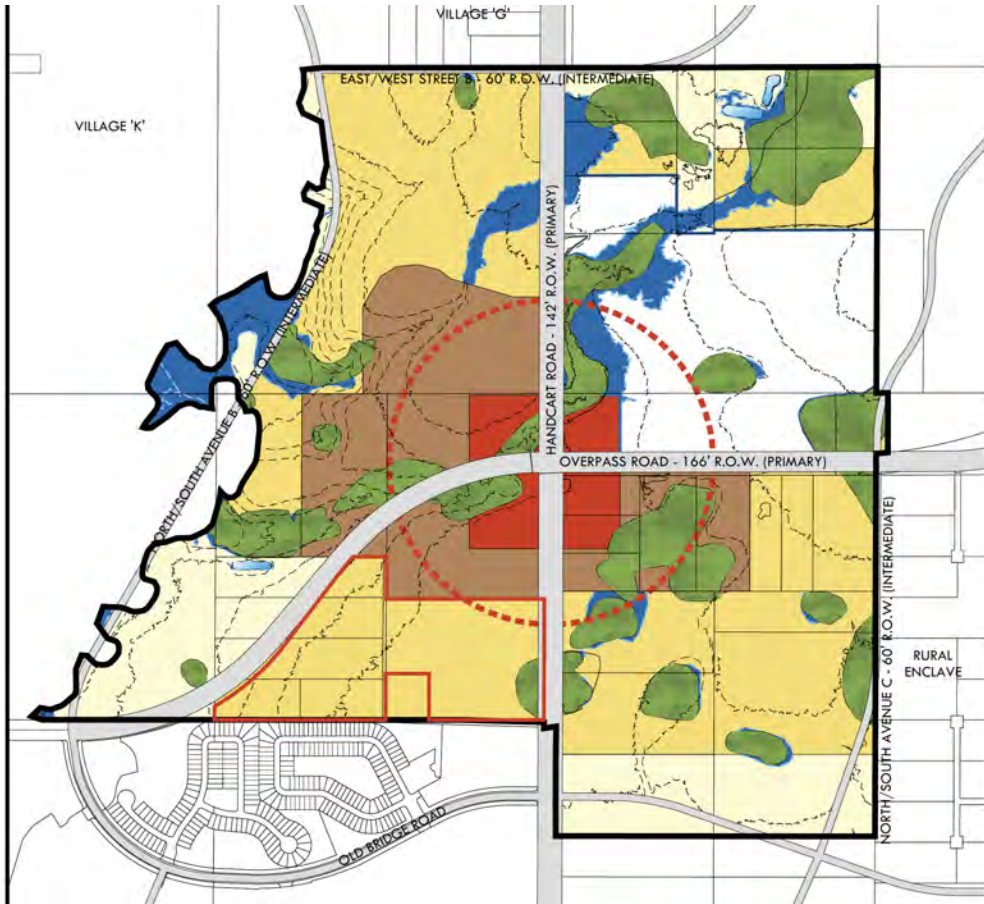 VILLAGE 'G'
EAST/WEST STREET B - 60' R.O.W. (INTERMEDIATE)
VILLAGE 'K'
HANDCART ROAD - 142' R.O.W. (PRIMARY)
NORTH/SOUTH AVENUE B - 60' R.O.W. (INTERMEDIATE)
OVERPASS ROAD - 166' R.O.W. (PRIMARY)
NORTH/SOUTH AVENUE C - 60' R.O.W. (INTERMEDIATE)
RURAL
ENCLAVE
OLD BRIDGE ROAD